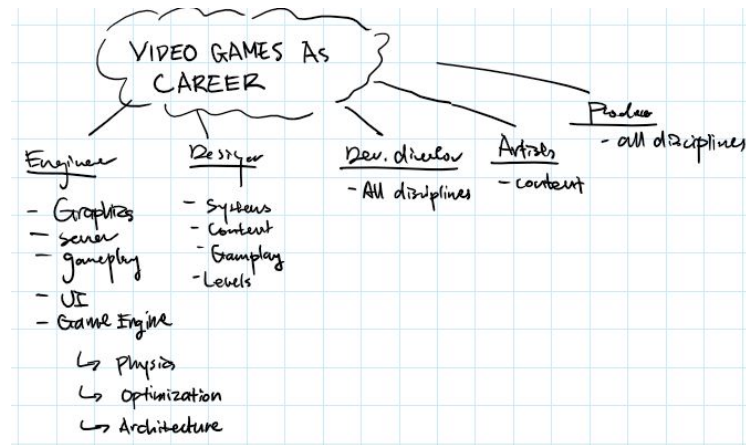 VIDEO GAMES AS
CAREER
Engineer
- Graphics
- server
- gameplay
- UI
- Game Engine
↳ Physics
↳ Optimization
↳ Architecture
Designer
- Systems
- Content
- Gameplay
- Levels
Dev. director
- All disciplines
Artists
- content
Producer
- all disciplines